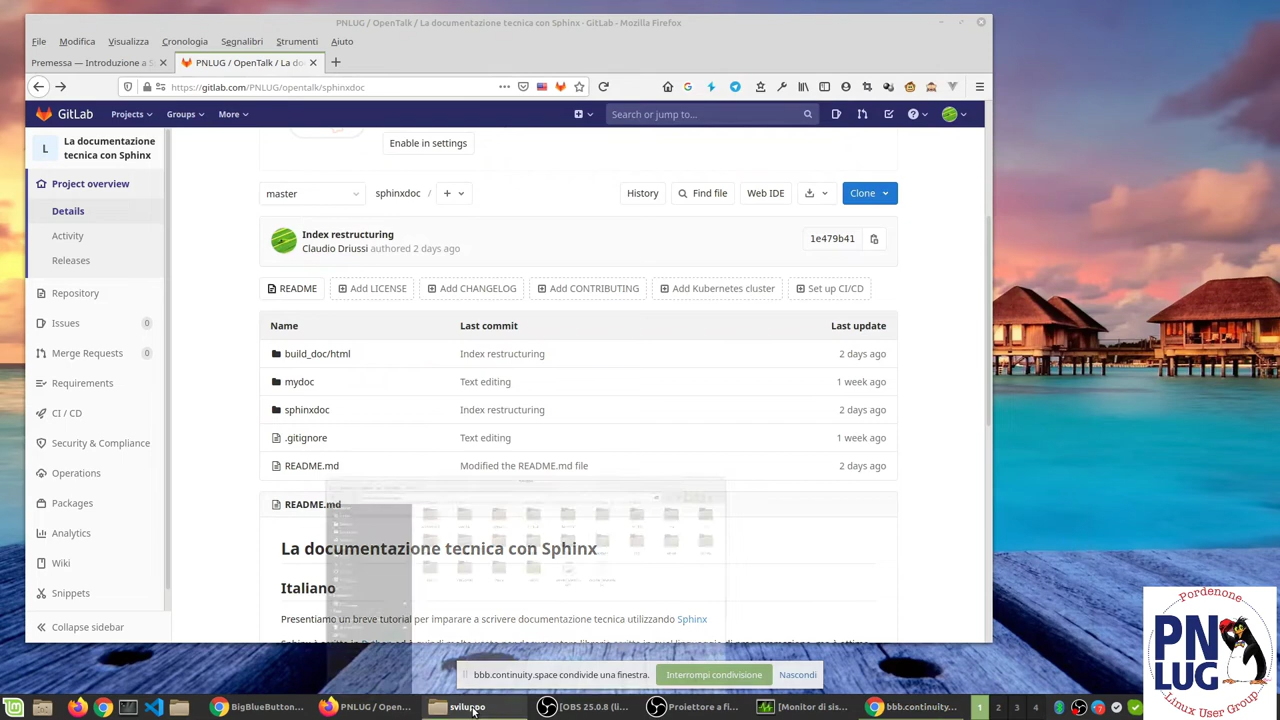 PNLUG / OpenTalk / La documentazione tecnica con Sphinx · GitLab - Mozilla Firefox
File Modifica Visualizza Cronologia Segnalibri Strumenti Aiuto
Premessa — Introduzione a S
PNLUG / OpenTalk / La do
https://gitlab.com/PNLUG/opentalk/sphinxdoc
GitLab Projects Groups More Search or jump to...
L La documentazione tecnica con Sphinx
Project overview
Details
Activity
Releases
Repository
Issues 0
Merge Requests 0
Requirements
CI / CD
Security & Compliance
Operations
Packages
Analytics
Wiki
Snippets
Collapse sidebar
Enable in settings
master sphinxdoc / + History Find file Web IDE Clone
Index restructuring
Claudio Driussi authored 2 days ago
1e479b41
README Add LICENSE Add CHANGELOG Add CONTRIBUTING Add Kubernetes cluster Set up CI/CD
Name Last commit Last update
build_doc/html Index restructuring 2 days ago
mydoc Text editing 1 week ago
sphinxdoc Index restructuring 2 days ago
.gitignore Text editing 1 week ago
README.md Modified the README.md file 2 days ago
README.md
La documentazione tecnica con Sphinx
Italiano
Presentiamo un breve tutorial per imparare a scrivere documentazione tecnica utilizzando Sphinx
bbb.continuity.space condivide una finestra. Interrompi condivisione Nascondi
BigBlueButton... PNLUG / Open... sviluppo [OBS 25.0.8 (li... Proiettore a fi... [Monitor di sis... bbb.continuity... 1 2 3 4
Pordenone
PN
LUG
Linux User Group